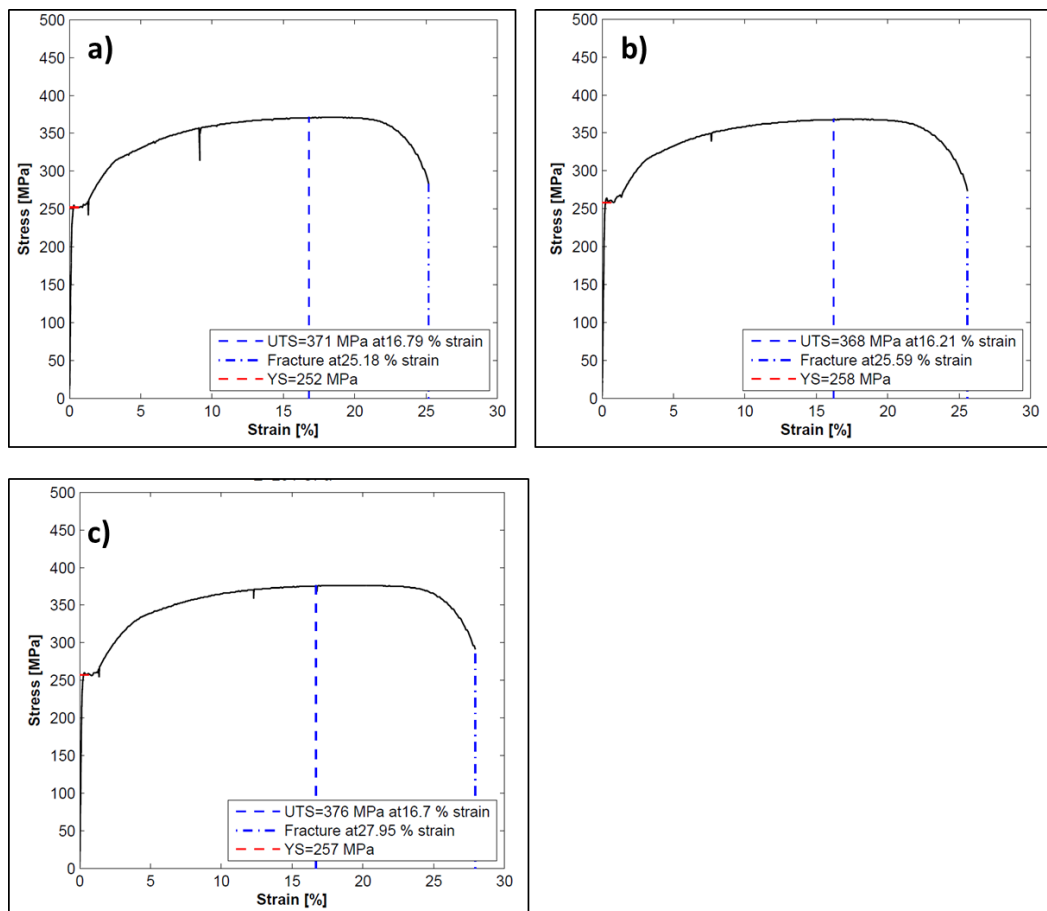 a)
500
450
400
350
300
250
200
150
100
50
0
Stress [MPa]
UTS=371 MPa at16.79 % strain
Fracture at25.18 % strain
YS=252 MPa
0 5 10 15 20 25 30
Strain [%]
b)
500
450
400
350
300
250
200
150
100
50
0
Stress [MPa]
UTS=368 MPa at16.21 % strain
Fracture at25.59 % strain
YS=258 MPa
0 5 10 15 20 25 30
Strain [%]
c)
500
450
400
350
300
250
200
150
100
50
0
Stress [MPa]
UTS=376 MPa at16.7 % strain
Fracture at27.95 % strain
YS=257 MPa
0 5 10 15 20 25 30
Strain [%]